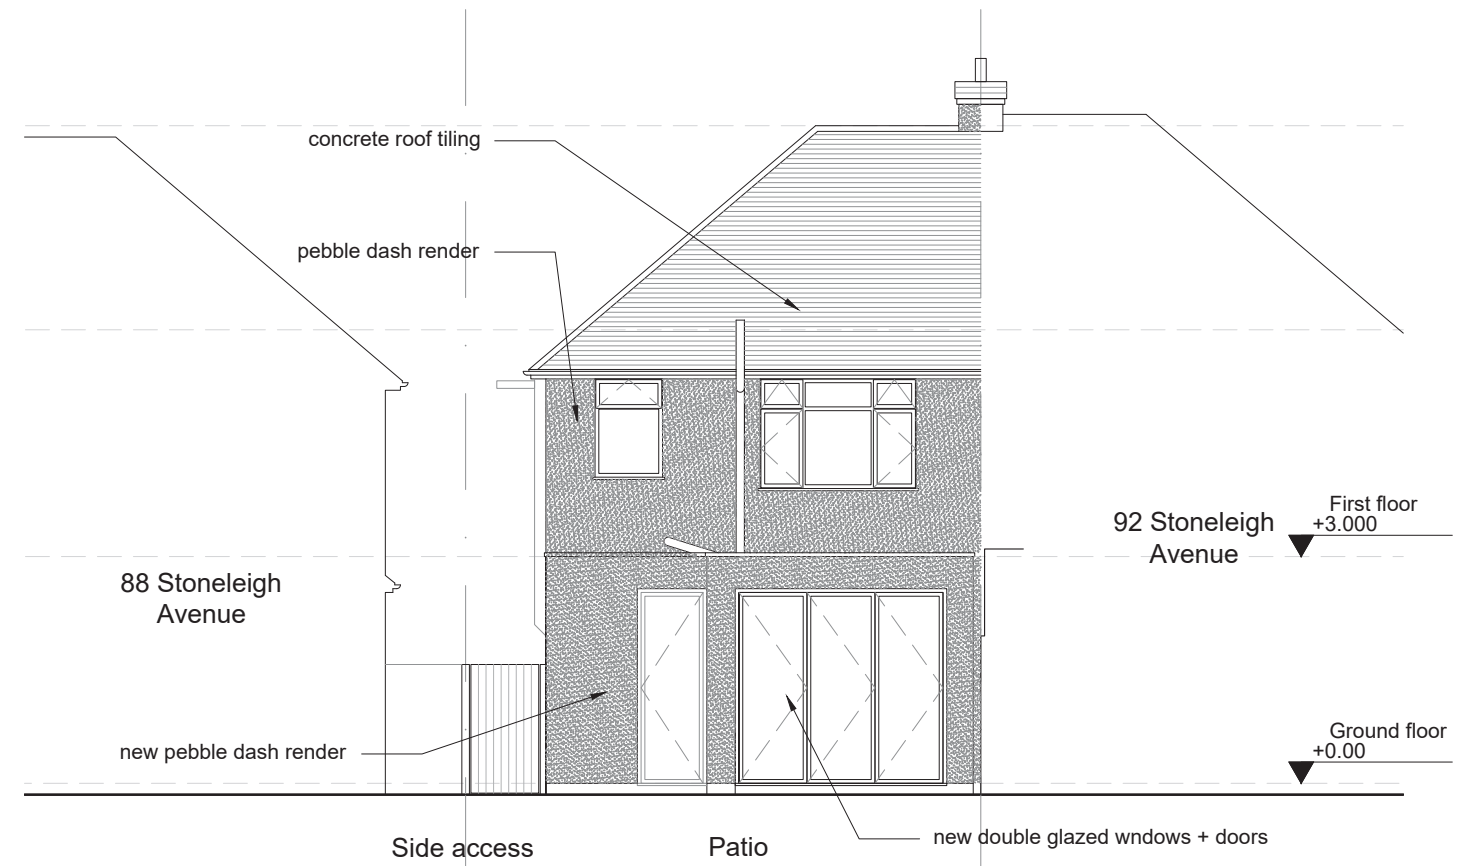 concrete roof tiling
pebble dash render
First floor
+3.000
92 Stoneleigh
Avenue
88 Stoneleigh
Avenue
Ground floor
+0.00
new pebble dash render
new double glazed wndows + doors
Side access
Patio